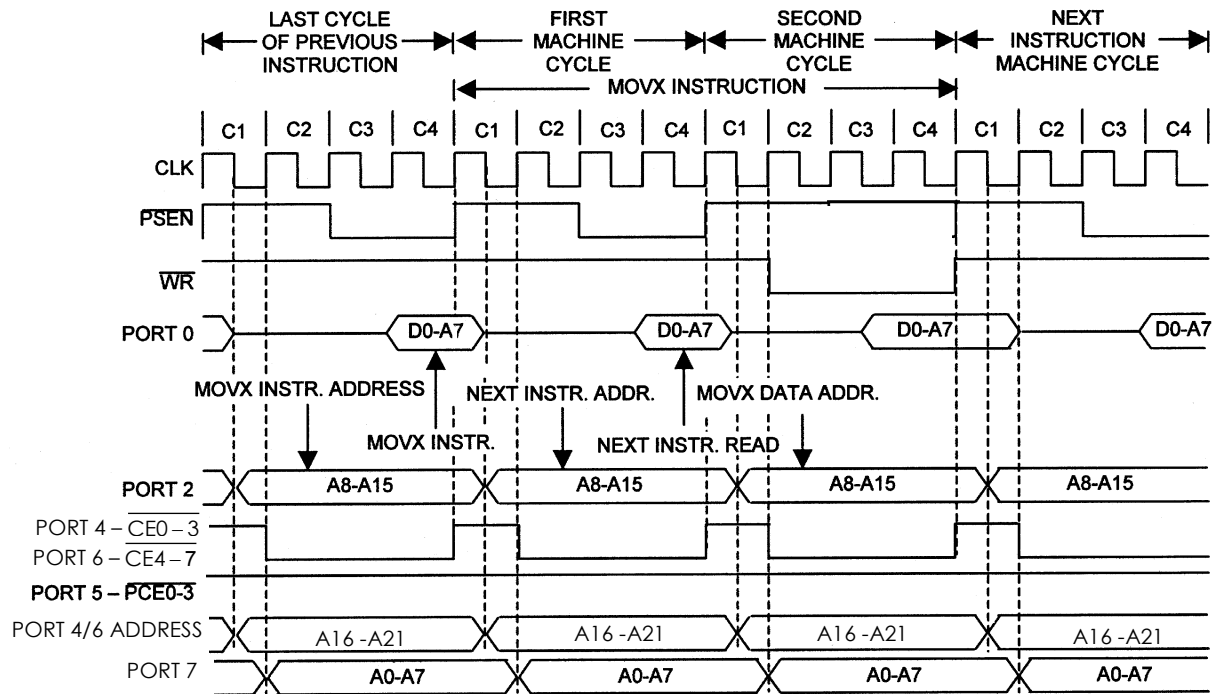 LAST CYCLE OF PREVIOUS INSTRUCTION
FIRST MACHINE CYCLE
SECOND MACHINE CYCLE
NEXT INSTRUCTION MACHINE CYCLE
MOVX INSTRUCTION
C1 C2 C3 C4 C1 C2 C3 C4 C1 C2 C3 C4 C1 C2 C3 C4
CLK
PSEN
WR
PORT 0 D0-A7 D0-A7 D0-A7 D0-A7
MOVX INSTR. ADDRESS NEXT INSTR. ADDR. MOVX DATA ADDR.
MOVX INSTR. NEXT INSTR. READ
PORT 2 A8-A15 A8-A15 A8-A15 A8-A15
PORT 4 – CE0 – 3
PORT 6 – CE4 – 7
PORT 5 – PCE0-3
PORT 4/6 ADDRESS A16 -A21 A16 -A21 A16 -A21 A16 -A21
PORT 7 A0-A7 A0-A7 A0-A7 A0-A7